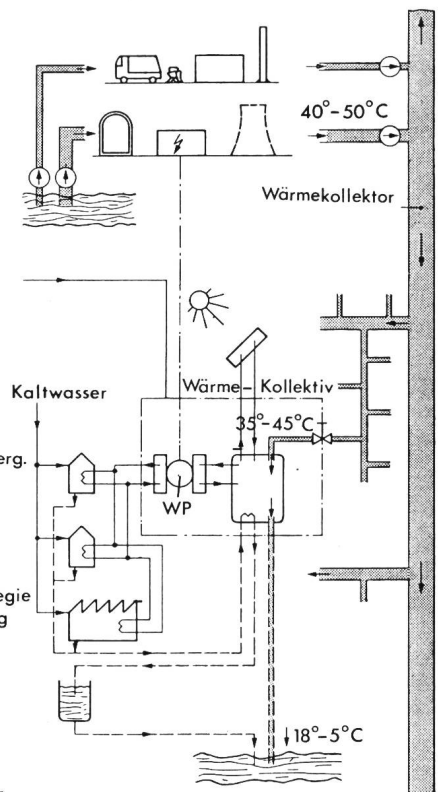 40°-50°C
Wärmekollektor
Kaltwasser
Wärme- Kollektiv
35°-45°C
erg.
WP
egie
g
18°-5°C